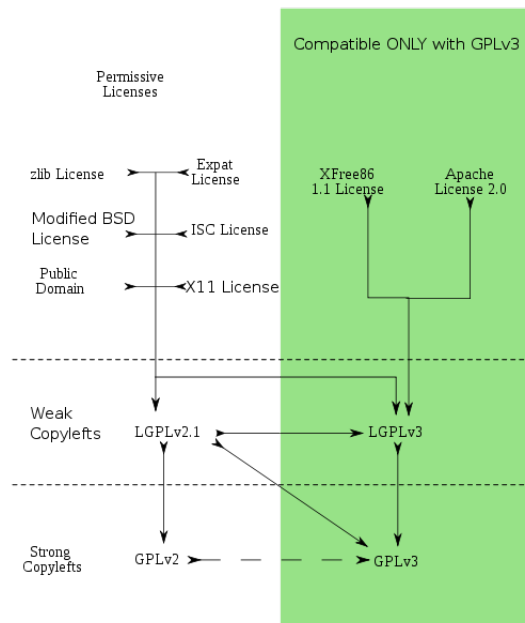 Compatible ONLY with GPLv3
Permissive
Licenses
zlib License
Expat
License
XFree86
1.1 License
Apache
License 2.0
Modified BSD
License
ISC License
Public
Domain
X11 License
Weak
Copylefts
LGPLv2.1
LGPLv3
Strong
Copylefts
GPLv2
GPLv3